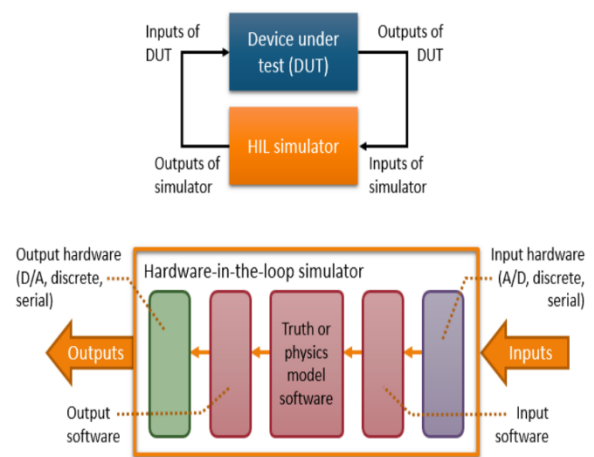 Inputs of
DUT
Device under
test (DUT)
Outputs of
DUT
HIL simulator
Outputs of
simulator
Inputs of
simulator
Output hardware
(D/A, discrete,
serial)
Hardware-in-the-loop simulator
Input hardware
(A/D, discrete,
serial)
Outputs
Truth or
physics
model
software
Inputs
Output
software
Input
software